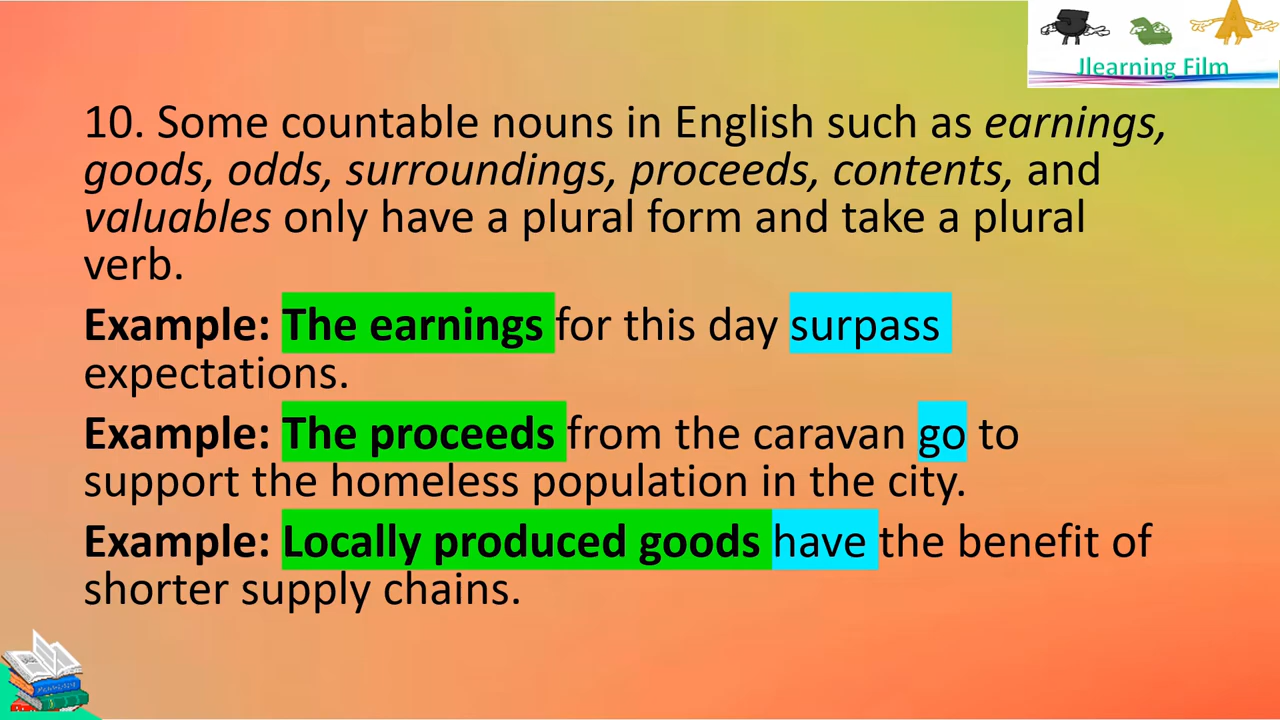 Jlearning Film
10. Some countable nouns in English such as earnings,
goods, odds, surroundings, proceeds, contents, and
valuables only have a plural form and take a plural
verb.
Example: The earnings for this day surpass
expectations.
Example: The proceeds from the caravan go to
support the homeless population in the city.
Example: Locally produced goods have the benefit of
shorter supply chains.